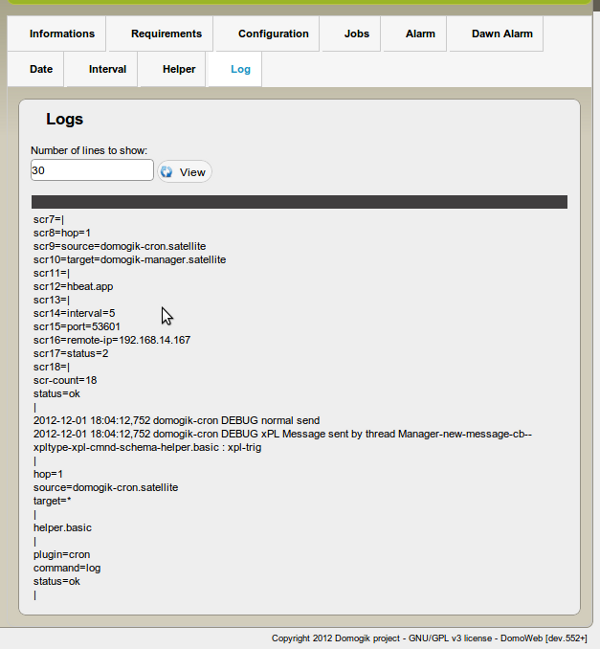 Informations Requirements Configuration Jobs Alarm Dawn Alarm
Date Interval Helper Log
Logs
Number of lines to show:
30 View
scr7=|
scr8=hop=1
scr9=source=domogik-cron.satellite
scr10=target=domogik-manager.satellite
scr11=|
scr12=hbeat.app
scr13=|
scr14=interval=5
scr15=port=53601
scr16=remote-ip=192.168.14.167
scr17=status=2
scr18=|
scr-count=18
status=ok
|
2012-12-01 18:04:12,752 domogik-cron DEBUG normal send
2012-12-01 18:04:12,752 domogik-cron DEBUG xPL Message sent by thread Manager-new-message-cb--
xpltype-xpl-cmnd-schema-helper.basic : xpl-trig
|
hop=1
source=domogik-cron.satellite
target=*
|
helper.basic
|
plugin=cron
command=log
status=ok
|
Copyright 2012 Domogik project - GNU/GPL v3 license - DomoWeb [dev.552+]